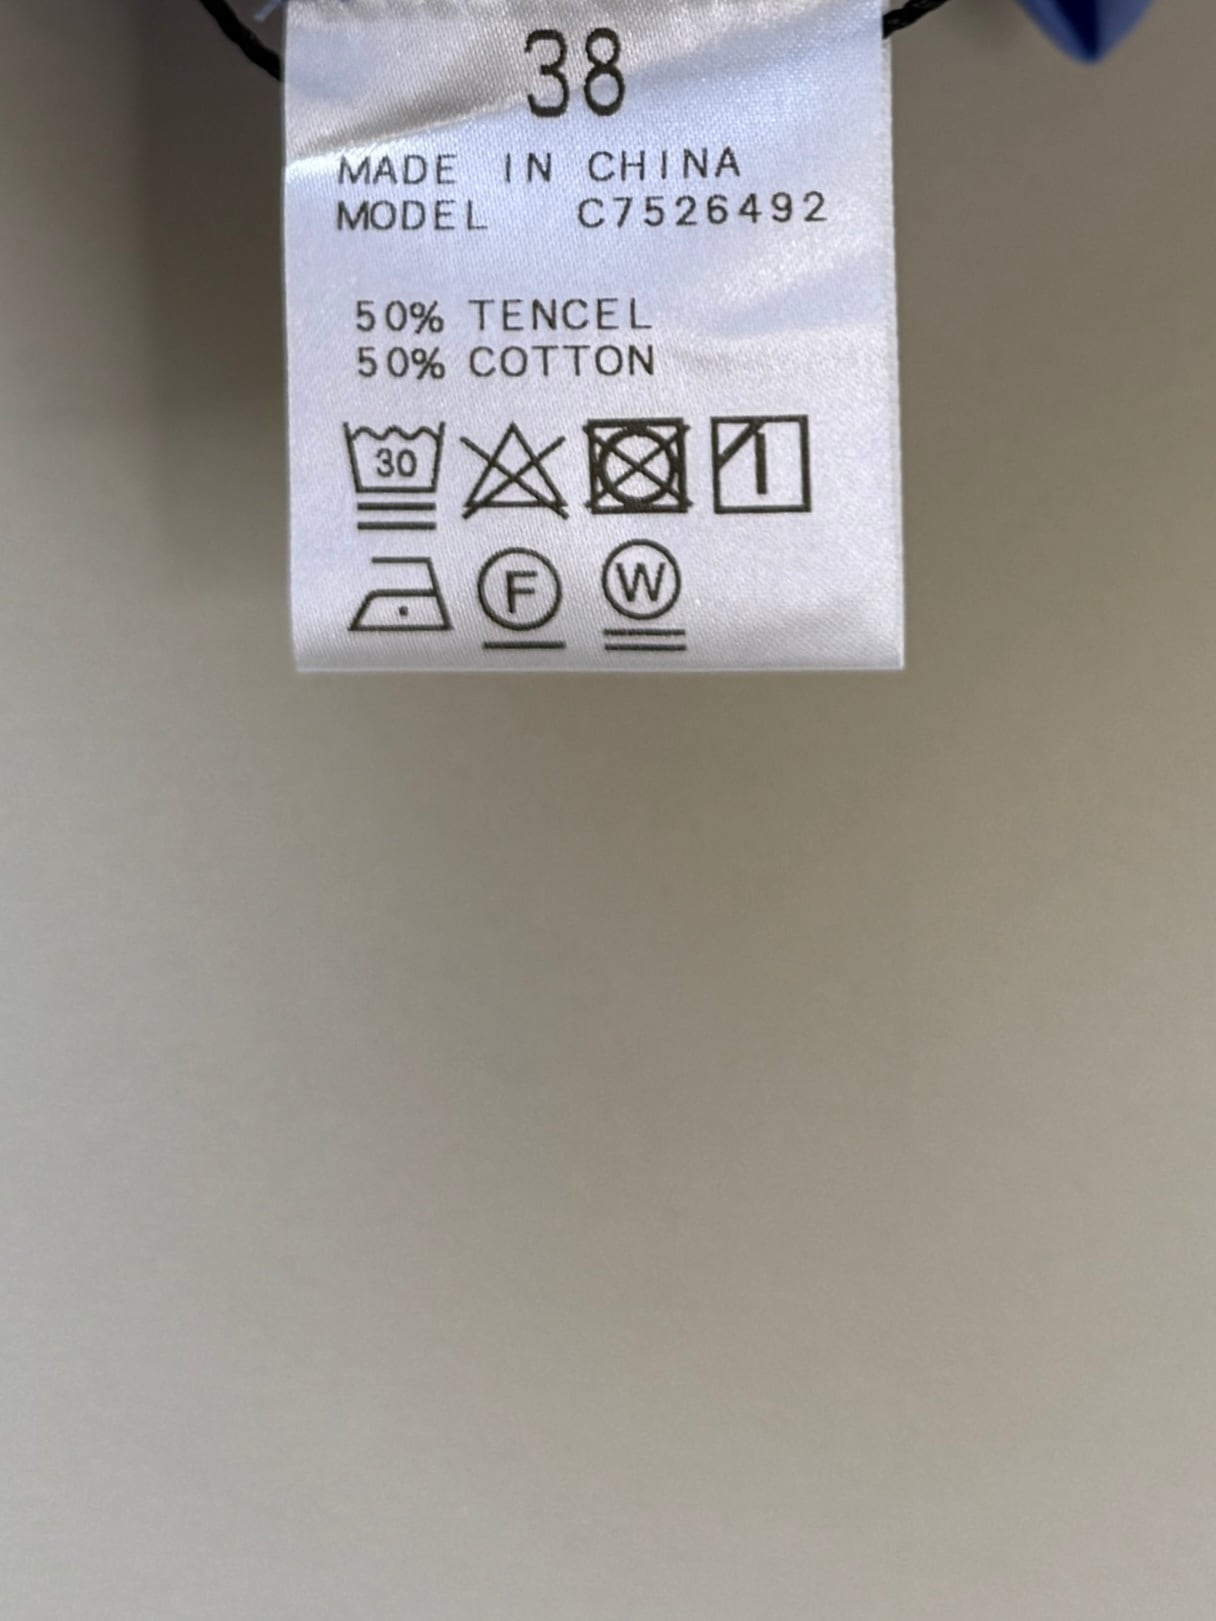 38
MADE IN CHINA
MODEL C7526492
50% TENCEL
50% COTTON
30
F
W